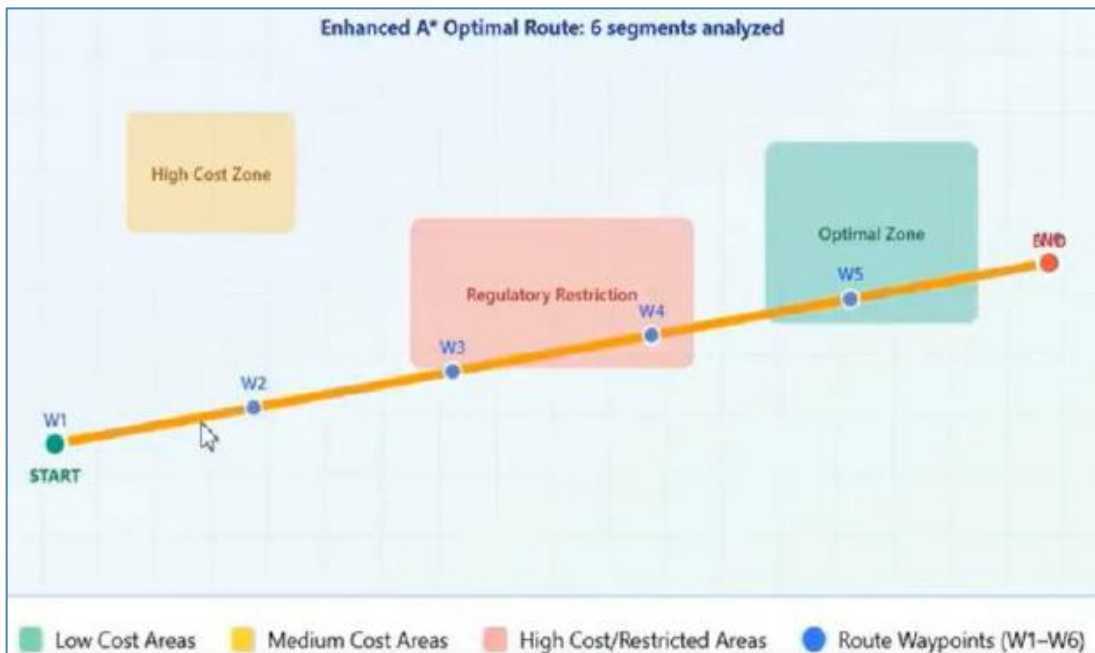 Enhanced A* Optimal Route: 6 segments analyzed
High Cost Zone
Optimal Zone
END
W5
Regulatory Restriction
W4
W3
W2
W1
START
Low Cost Areas
Medium Cost Areas
High Cost/Restricted Areas
Route Waypoints (W1–W6)